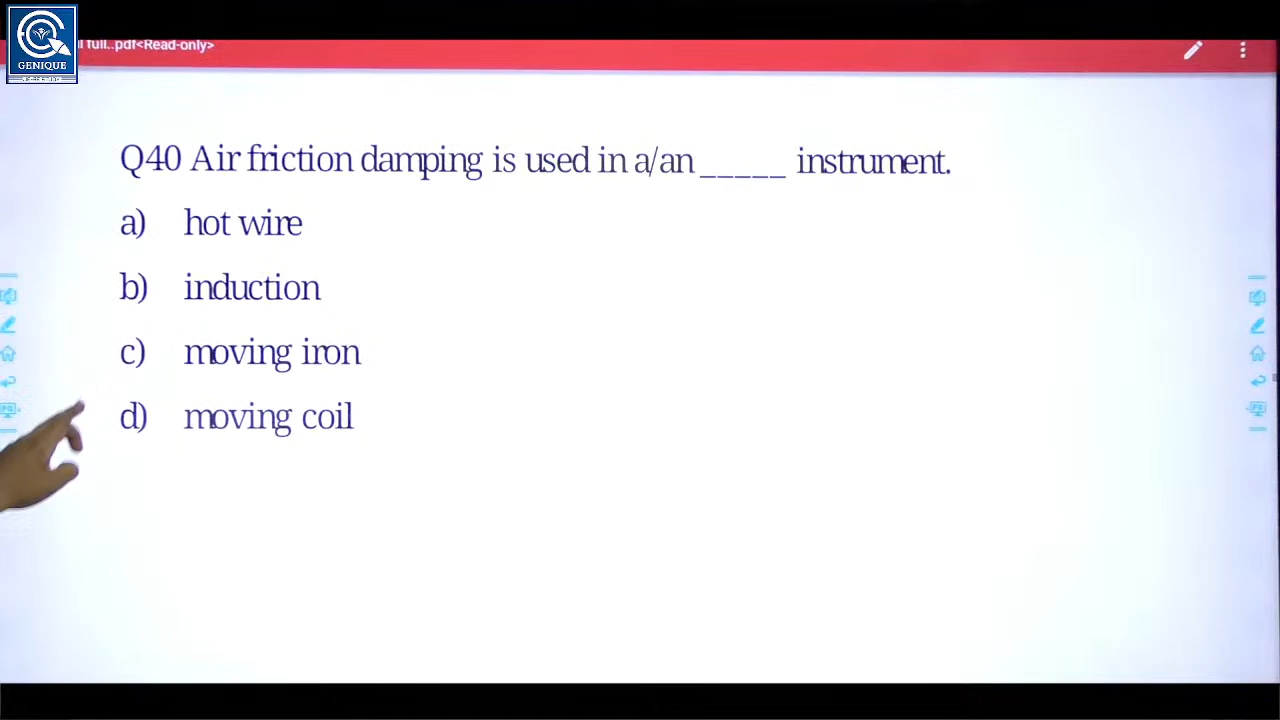 GENIQUE
full..pdf<Read-only>
Q40 Air friction damping is used in a/an _____ instrument.
a) hot wire
b) induction
c) moving iron
d) moving coil